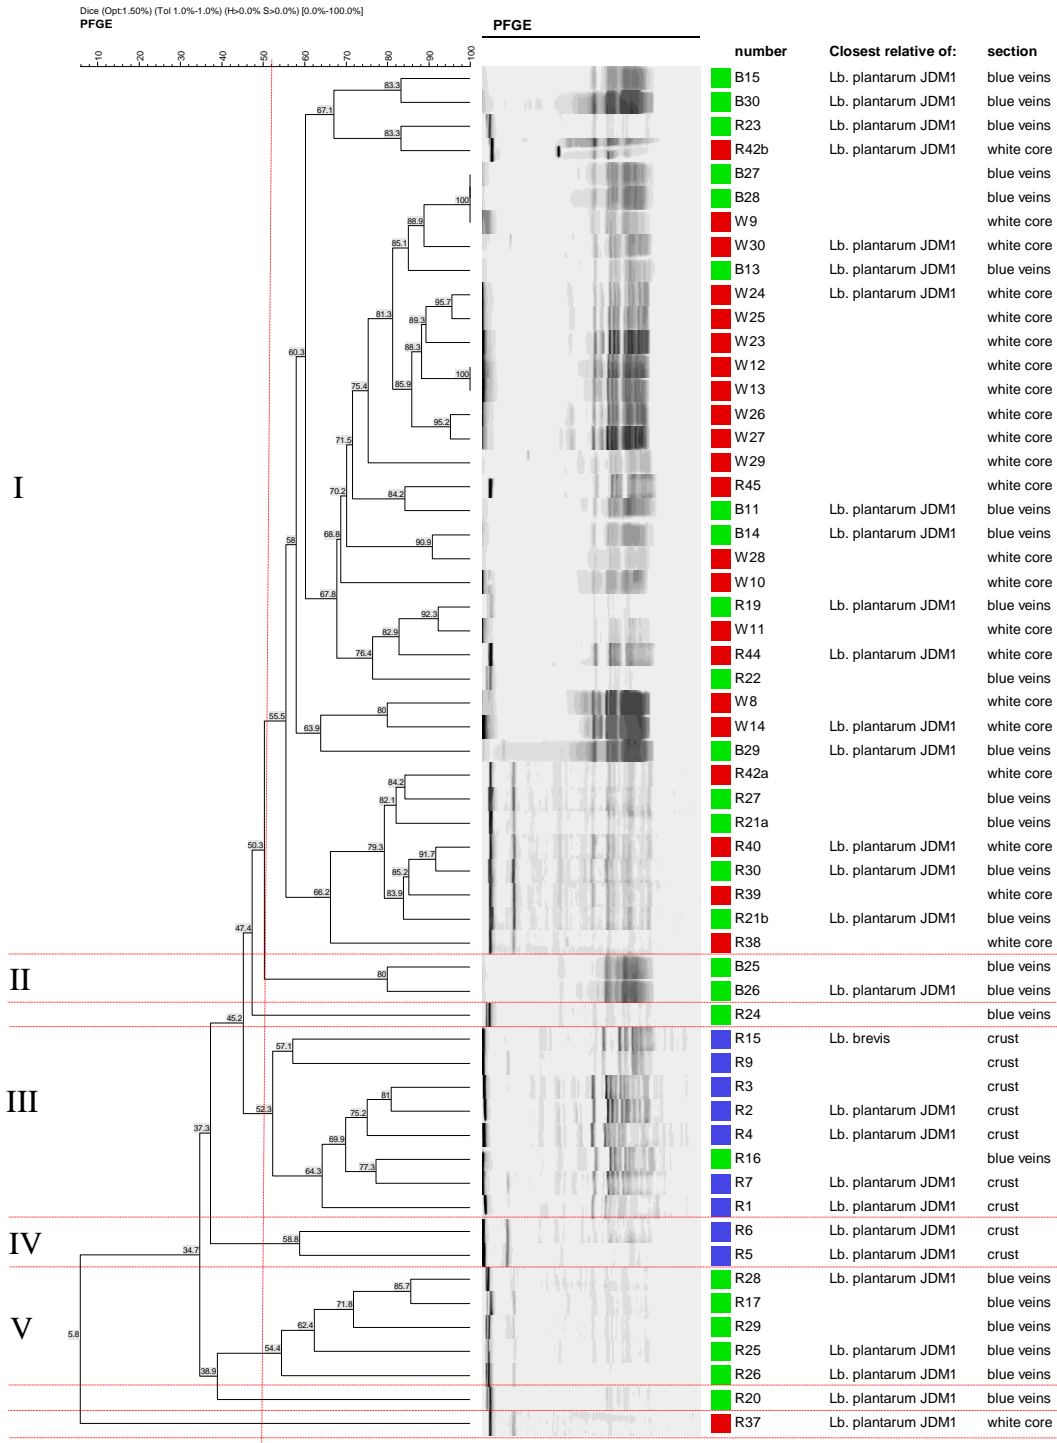 Dice (Opt:1.50%) (Tol 1.0%-1.0%) (H>0.0% S>0.0%) [0.0%-100.0%]
PFGE PFGE
10 20 30 40 50 60 70 80 90 100
number Closest relative of: section
B15 Lb. plantarum JDM1 blue veins
83.3
B30 Lb. plantarum JDM1 blue veins
67.1
R23 Lb. plantarum JDM1 blue veins
83.3
R42b Lb. plantarum JDM1 white core
B27 blue veins
B28 blue veins
100
W9 white core
88.9
W30 Lb. plantarum JDM1 white core
85.1
B13 Lb. plantarum JDM1 blue veins
W24 Lb. plantarum JDM1 white core
95.7
W25 white core
81.3 89.3
W23 white core
88.3
60.3
W12 white core
100
W13 white core
75.4 85.9
W26 white core
95.2
W27 white core
71.5
W29 white core
I
R45 white core
70.2 84.2
B11 Lb. plantarum JDM1 blue veins
B14 Lb. plantarum JDM1 blue veins
68.8
58 90.9
W28 white core
W10 white core
67.8
R19 Lb. plantarum JDM1 blue veins
92.3
W11 white core
82.9
R44 Lb. plantarum JDM1 white core
76.4
R22 blue veins
W8 white core
80
55.5
W14 Lb. plantarum JDM1 white core
63.9
B29 Lb. plantarum JDM1 blue veins
R42a white core
84.2
R27 blue veins
82.1
R21a blue veins
R40 Lb. plantarum JDM1 white core
50.3 79.3
91.7
R30 Lb. plantarum JDM1 blue veins
85.2
R39 white core
66.2 83.9
R21b Lb. plantarum JDM1 blue veins
47.4
R38 white core
B25 blue veins
II 80
B26 Lb. plantarum JDM1 blue veins
R24 blue veins
45.2
R15 Lb. brevis crust
57.1
R9 crust
R3 crust
81
III 52.3
R2 Lb. plantarum JDM1 crust
75.2
37.3
R4 Lb. plantarum JDM1 crust
69.9
R16 blue veins
64.3 77.3
R7 Lb. plantarum JDM1 crust
R1 Lb. plantarum JDM1 crust
R6 Lb. plantarum JDM1 crust
IV 58.8
34.7
R5 Lb. plantarum JDM1 crust
R28 Lb. plantarum JDM1 blue veins
85.7
R17 blue veins
71.8
V
R29 blue veins
62.4
5.8
R25 Lb. plantarum JDM1 blue veins
54.4
38.9
R26 Lb. plantarum JDM1 blue veins
R20 Lb. plantarum JDM1 blue veins
R37 Lb. plantarum JDM1 white core